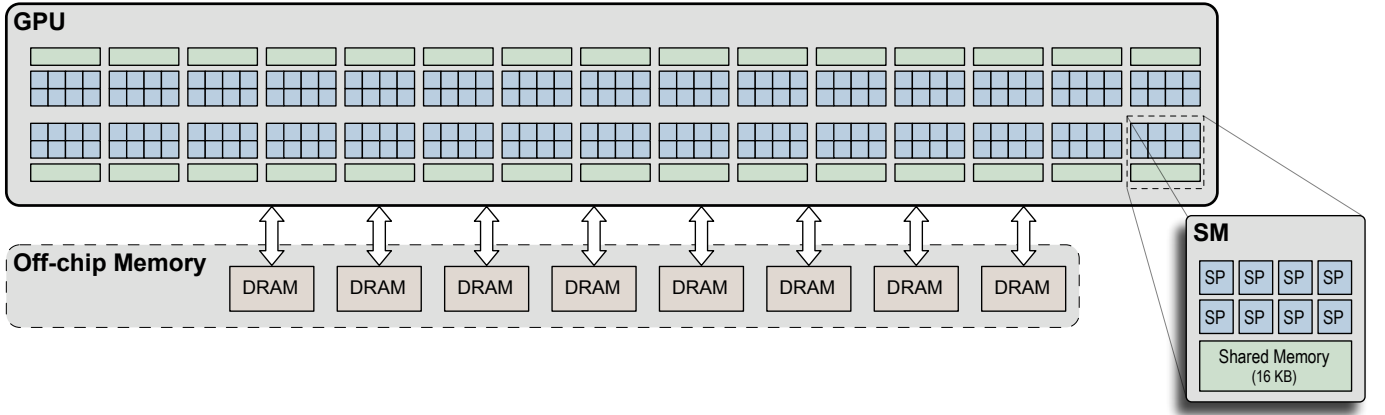 GPU
Off-chip Memory
DRAM DRAM DRAM DRAM DRAM DRAM DRAM DRAM
SM
SP SP SP SP
SP SP SP SP
Shared Memory
(16 KB)